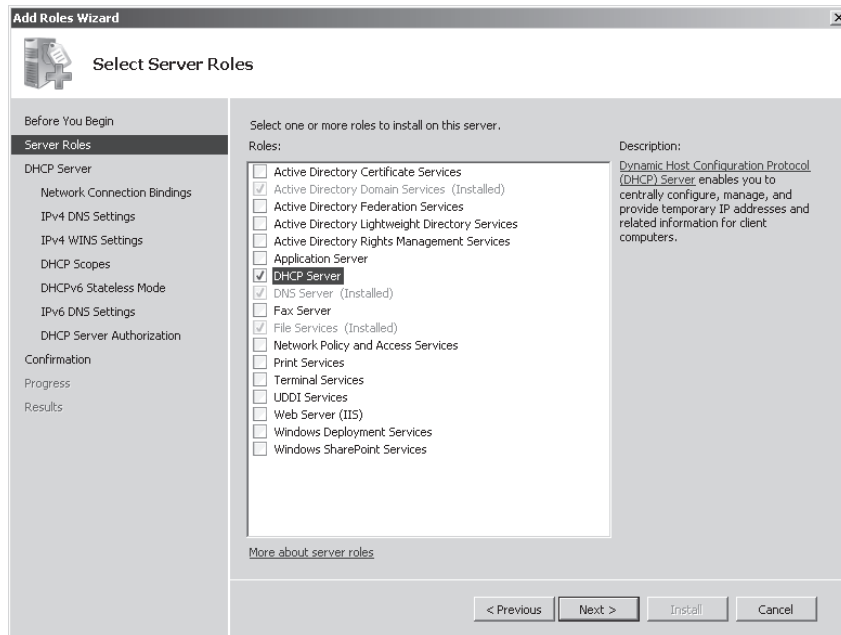 Add Roles Wizard
Select Server Roles
Before You Begin
Server Roles
DHCP Server
Network Connection Bindings
IPv4 DNS Settings
IPv4 WINS Settings
DHCP Scopes
DHCPv6 Stateless Mode
IPv6 DNS Settings
DHCP Server Authorization
Confirmation
Progress
Results
Select one or more roles to install on this server.
Roles:
Active Directory Certificate Services
Active Directory Domain Services (Installed)
Active Directory Federation Services
Active Directory Lightweight Directory Services
Active Directory Rights Management Services
Application Server
DHCP Server
DNS Server (Installed)
Fax Server
File Services (Installed)
Network Policy and Access Services
Print Services
Terminal Services
UDDI Services
Web Server (IIS)
Windows Deployment Services
Windows SharePoint Services
More about server roles
Description:
Dynamic Host Configuration Protocol
(DHCP) Server enables you to
centrally configure, manage, and
provide temporary IP addresses and
related information for client
computers.
< Previous
Next >
Install
Cancel